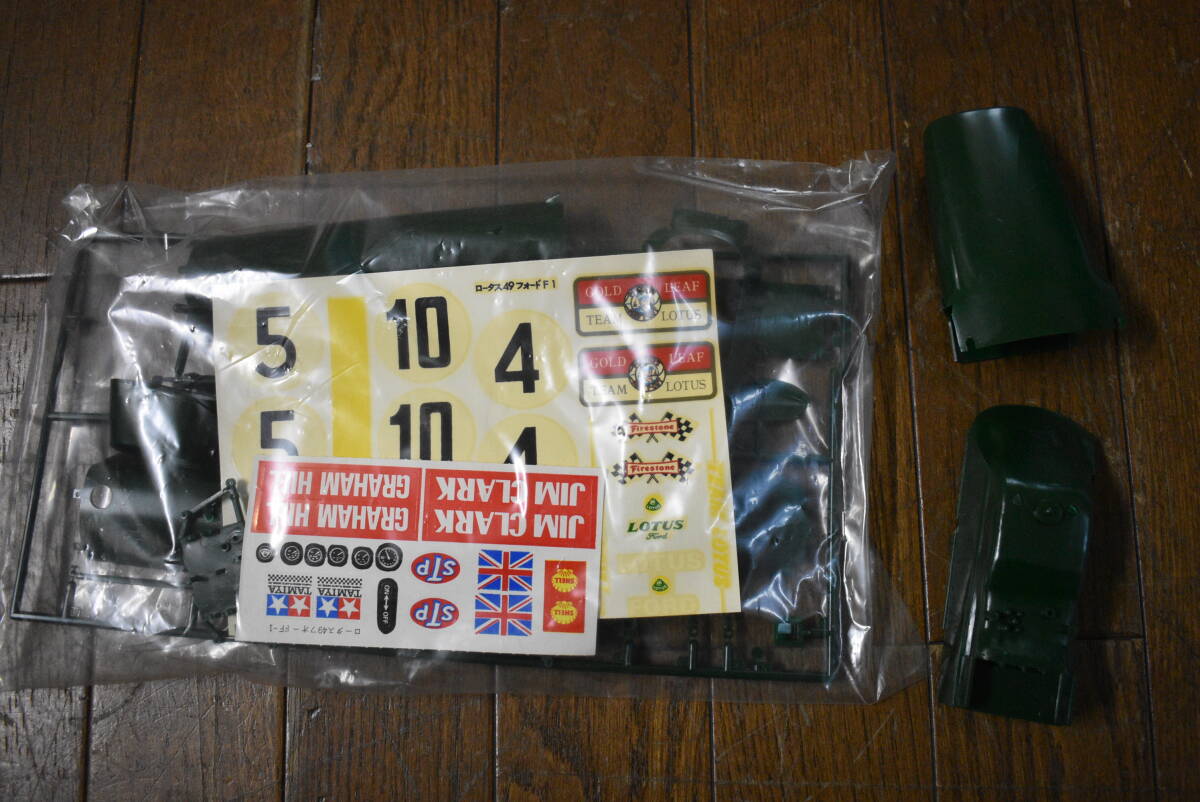 ロータス49フォードF1
5
10
4
5
10
4
GOLD LEAF
TEAM LOTUS
GOLD LEAF
TEAM LOTUS
Firestone
Firestone
LOTUS
Ford
LOTUS
FORD
GRAHAM HILL
GRAHAM HILL
JIM CLARK
JIM CLARK
STP
STP
SHELL
SHELL
TAMIYA
TAMIYA
ON↔OFF
ロータス49フォードF-1